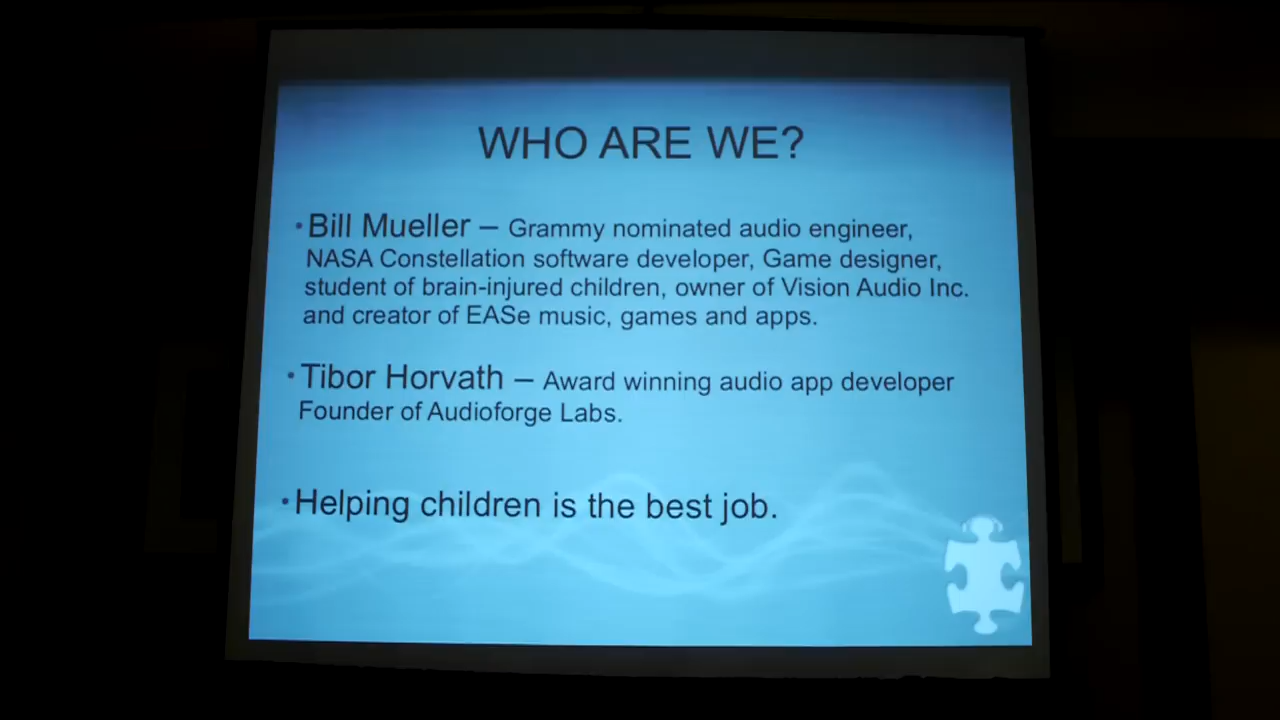 WHO ARE WE?
• Bill Mueller – Grammy nominated audio engineer,
NASA Constellation software developer, Game designer,
student of brain-injured children, owner of Vision Audio Inc.
and creator of EASe music, games and apps.
• Tibor Horvath – Award winning audio app developer
Founder of Audioforge Labs.
• Helping children is the best job.